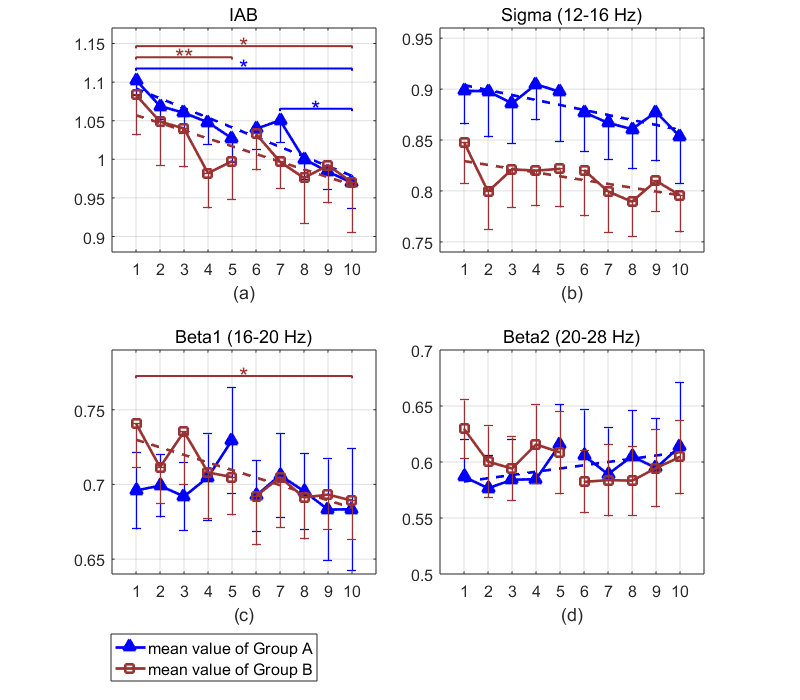 IAB
1.15
1.1
1.05
1
0.95
0.9
*
**
*
*
1 2 3 4 5 6 7 8 9 10
(a)
Sigma (12-16 Hz)
0.95
0.9
0.85
0.8
0.75
1 2 3 4 5 6 7 8 9 10
(b)
Beta1 (16-20 Hz)
0.75
0.7
0.65
*
1 2 3 4 5 6 7 8 9 10
(c)
Beta2 (20-28 Hz)
0.7
0.65
0.6
0.55
0.5
1 2 3 4 5 6 7 8 9 10
(d)
mean value of Group A
mean value of Group B